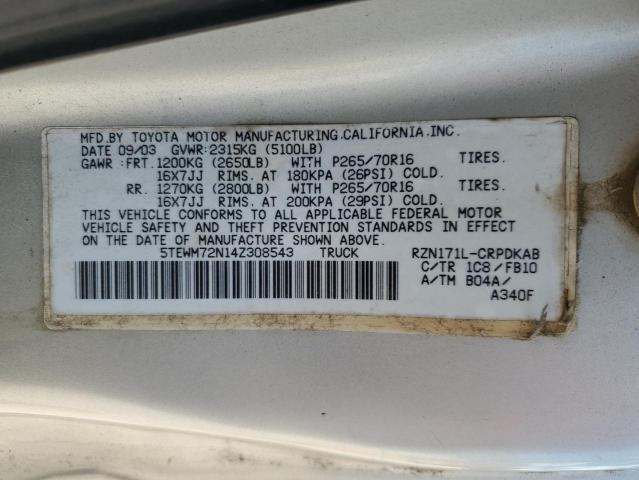 MFD.BY TOYOTA MOTOR MANUFACTURING.CALIFORNIA.INC.
DATE 09/03 GVWR:2315KG (5100LB)
GAWR :FRT.1200KG (2650LB) WITH P265/70R16 TIRES.
16X7JJ RIMS. AT 180KPA (26PSI) COLD.
RR. 1270KG (2800LB) WITH P265/70R16 TIRES.
16X7JJ RIMS. AT 200KPA (29PSI) COLD.
THIS VEHICLE CONFORMS TO ALL APPLICABLE FEDERAL MOTOR
VEHICLE SAFETY AND THEFT PREVENTION STANDARDS IN EFFECT
ON THE DATE OF MANUFACTURE SHOWN ABOVE.
5TEWM72N14Z308543 TRUCK RZN171L-CRPDKAB
C/TR 1C8/FB10
A/TM B04A/
A340F